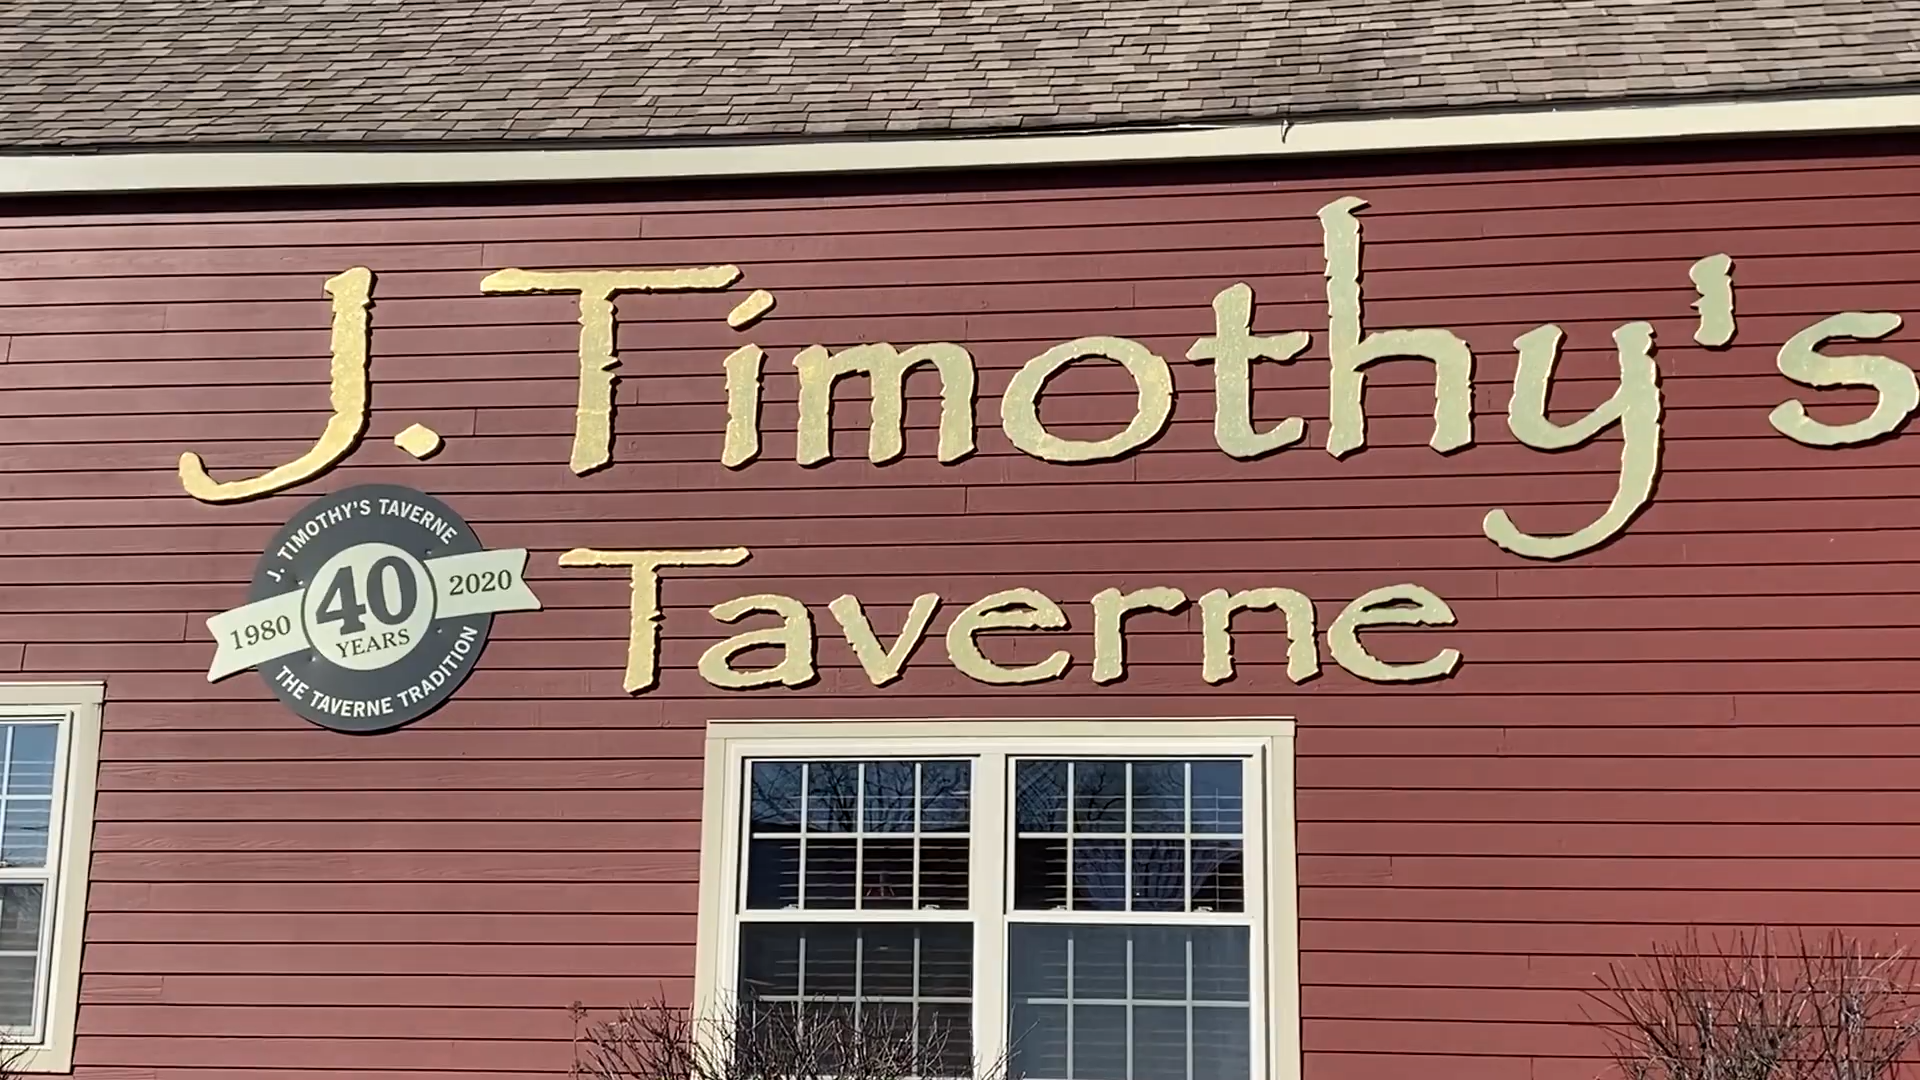 J. Timothy's
Taverne
J. TIMOTHY'S TAVERNE
1980 40 2020
YEARS
THE TAVERNE TRADITION